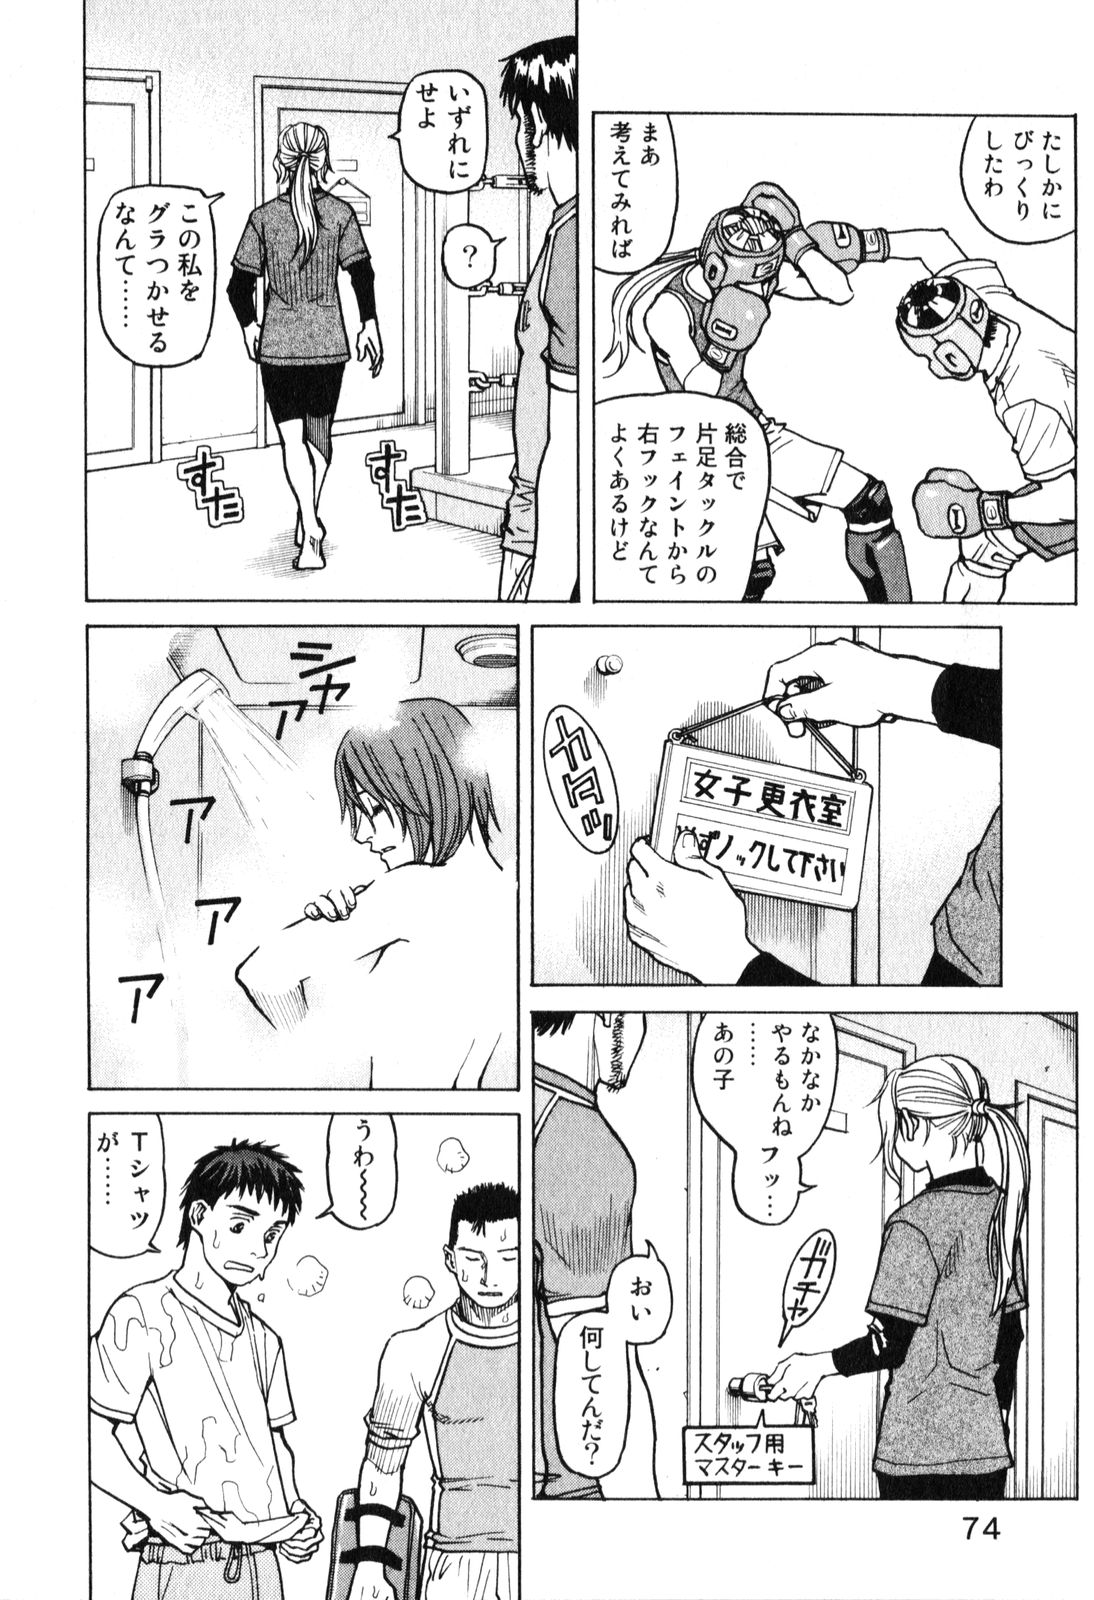 たしかに
びっくり
したわ
まあ
考えてみれば
総合で
片足タックルの
フェイントから
右フックなんて
よくあるけど
いずれに
せよ
?
この私を
グラつかせる
なんて……
すた
すた
カタッ
女子更衣室
必ずノックして下さい
シャ
ア
ア
ア
ア
なかなか
やるもんね
……
あの子
フッ…
ガチャ
スタッフ用
マスターキー
おい
何してんだ?
うわ〜〜
Tシャツ
が……
74